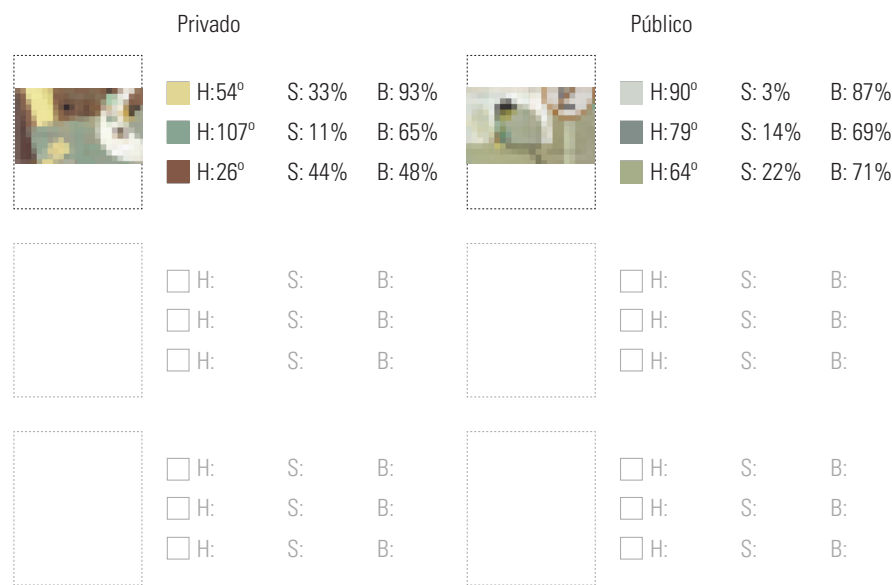 Privado Público
H:54º S: 33% B: 93% H:90º S: 3% B: 87%
H:107º S: 11% B: 65% H:79º S: 14% B: 69%
H:26º S: 44% B: 48% H:64º S: 22% B: 71%
H: S: B: H: S: B:
H: S: B: H: S: B:
H: S: B: H: S: B:
H: S: B: H: S: B:
H: S: B: H: S: B:
H: S: B: H: S: B: